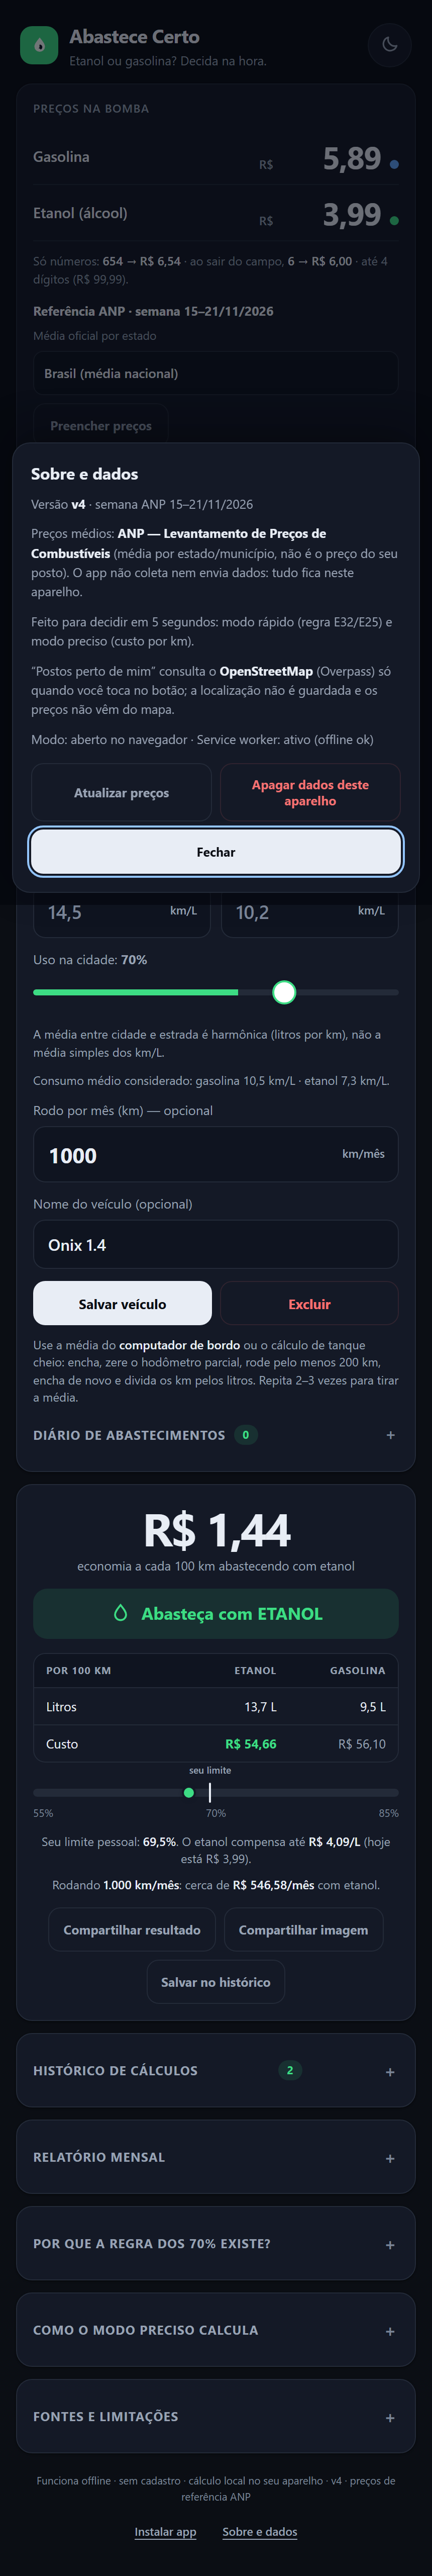 Abastece Certo
Etanol ou gasolina? Decida na hora.
PREÇOS NA BOMBA
Gasolina R$ 5,89
Etanol (álcool) R$ 3,99
Só números: 654 → R$ 6,54 · ao sair do campo, 6 → R$ 6,00 · até 4
dígitos (R$ 99,99).
Referência ANP · semana 15–21/11/2026
Média oficial por estado
Brasil (média nacional)
Preencher preços
Sobre e dados
Versão v4 · semana ANP 15–21/11/2026
Preços médios: ANP — Levantamento de Preços de
Combustíveis (média por estado/município, não é o preço do seu
posto). O app não coleta nem envia dados: tudo fica neste
aparelho.
Feito para decidir em 5 segundos: modo rápido (regra E32/E25) e
modo preciso (custo por km).
“Postos perto de mim” consulta o OpenStreetMap (Overpass) só
quando você toca no botão; a localização não é guardada e os
preços não vêm do mapa.
Modo: aberto no navegador · Service worker: ativo (offline ok)
Atualizar preços
Apagar dados deste
aparelho
Fechar
14,5 km/L 10,2 km/L
Uso na cidade: 70%
A média entre cidade e estrada é harmônica (litros por km), não a
média simples dos km/L.
Consumo médio considerado: gasolina 10,5 km/L · etanol 7,3 km/L.
Rodo por mês (km) — opcional
1000 km/mês
Nome do veículo (opcional)
Onix 1.4
Salvar veículo Excluir
Use a média do computador de bordo ou o cálculo de tanque
cheio: encha, zere o hodômetro parcial, rode pelo menos 200 km,
encha de novo e divida os km pelos litros. Repita 2–3 vezes para tirar
a média.
DIÁRIO DE ABASTECIMENTOS 0 +
R$ 1,44
economia a cada 100 km abastecendo com etanol
Abasteça com ETANOL
POR 100 KM ETANOL GASOLINA
Litros 13,7 L 9,5 L
Custo R$ 54,66 R$ 56,10
seu limite
55% 70% 85%
Seu limite pessoal: 69,5%. O etanol compensa até R$ 4,09/L (hoje
está R$ 3,99).
Rodando 1.000 km/mês: cerca de R$ 546,58/mês com etanol.
Compartilhar resultado Compartilhar imagem
Salvar no histórico
HISTÓRICO DE CÁLCULOS 2 +
RELATÓRIO MENSAL +
POR QUE A REGRA DOS 70% EXISTE? +
COMO O MODO PRECISO CALCULA +
FONTES E LIMITAÇÕES +
Funciona offline · sem cadastro · cálculo local no seu aparelho · v4 · preços de
referência ANP
Instalar app Sobre e dados